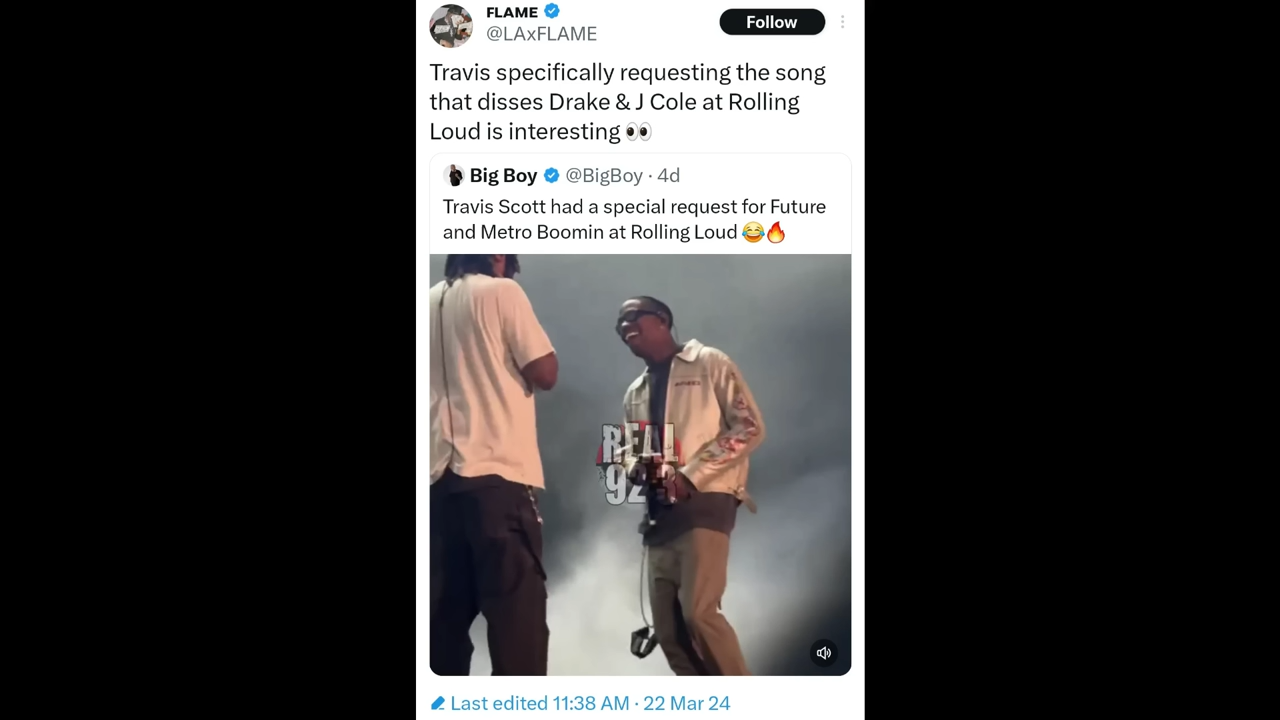 FLAME
@LAxFLAME
Follow
Travis specifically requesting the song
that disses Drake & J Cole at Rolling
Loud is interesting 👀
Big Boy @BigBoy · 4d
Travis Scott had a special request for Future
and Metro Boomin at Rolling Loud 😂🔥
REAL
92.3
Last edited 11:38 AM · 22 Mar 24